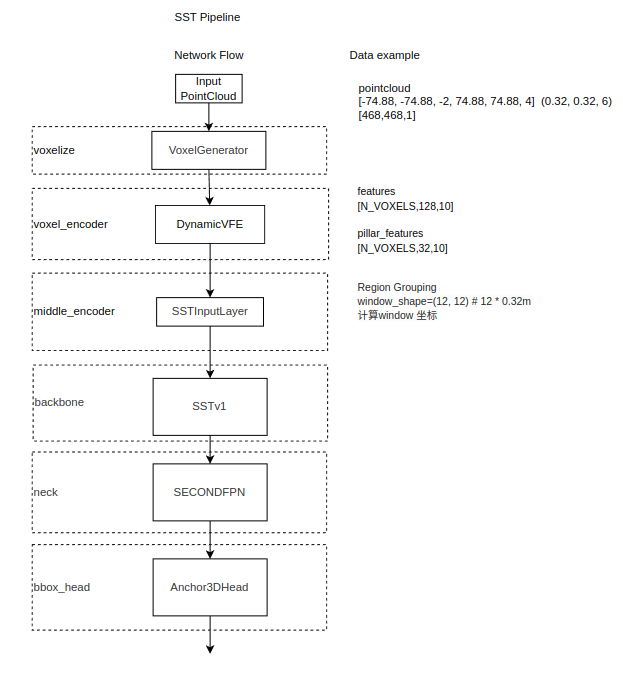 SST Pipeline
Network Flow
Data example
Input
PointCloud
pointcloud
[-74.88, -74.88, -2, 74.88, 74.88, 4]  (0.32, 0.32, 6)
[468,468,1]
voxelize
VoxelGenerator
features
[N_VOXELS,128,10]
voxel_encoder
DynamicVFE
pillar_features
[N_VOXELS,32,10]
middle_encoder
SSTInputLayer
Region Grouping
window_shape=(12, 12) # 12 * 0.32m
计算window 坐标
backbone
SSTv1
neck
SECONDFPN
bbox_head
Anchor3DHead